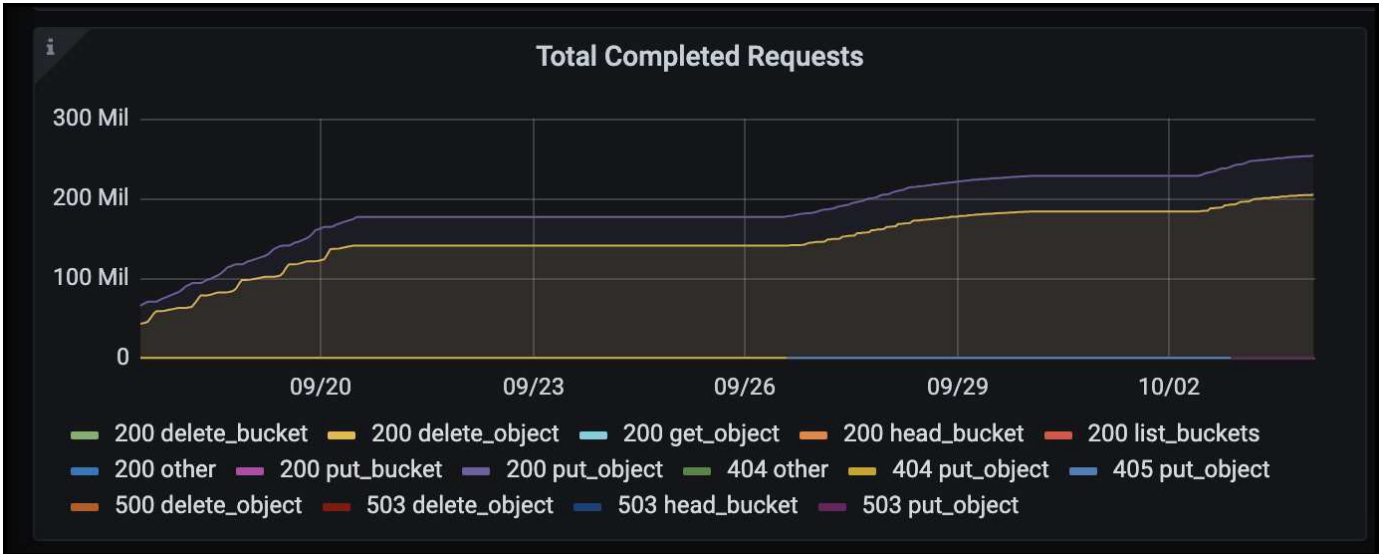 i
Total Completed Requests
300 Mil
200 Mil
100 Mil
0
09/20 09/23 09/26 09/29 10/02
200 delete_bucket 200 delete_object 200 get_object 200 head_bucket 200 list_buckets
200 other 200 put_bucket 200 put_object 404 other 404 put_object 405 put_object
500 delete_object 503 delete_object 503 head_bucket 503 put_object